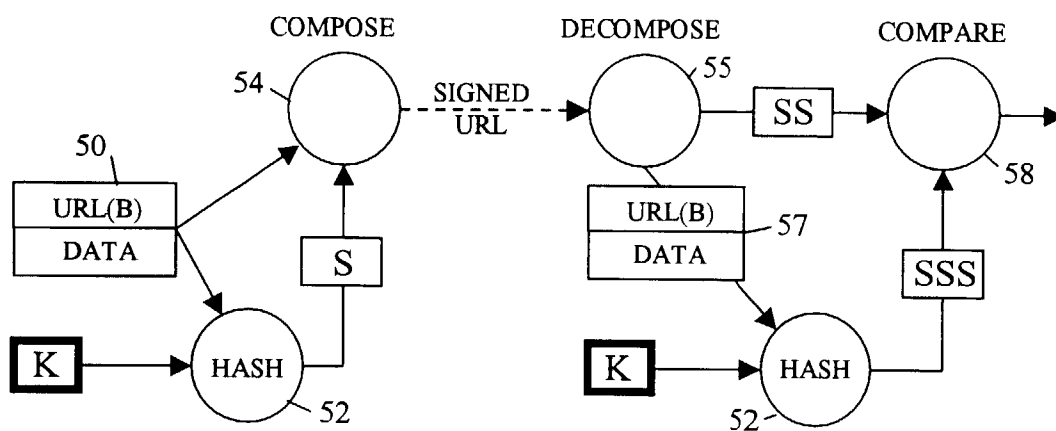 COMPOSE
DECOMPOSE
COMPARE
54
55
SIGNED
URL
SS
50
58
URL(B)
DATA
URL(B)
57
DATA
S
SSS
K
HASH
K
HASH
52
52